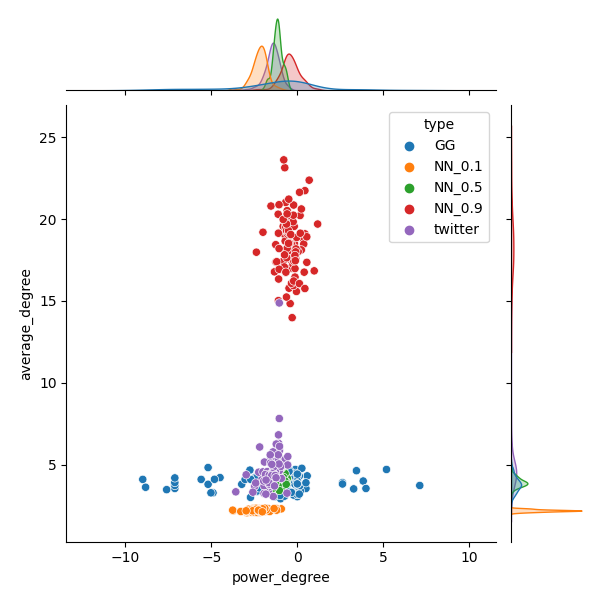 type
GG
NN_0.1
NN_0.5
NN_0.9
twitter
25
20
15
10
5
average_degree
−10 −5 0 5 10
power_degree